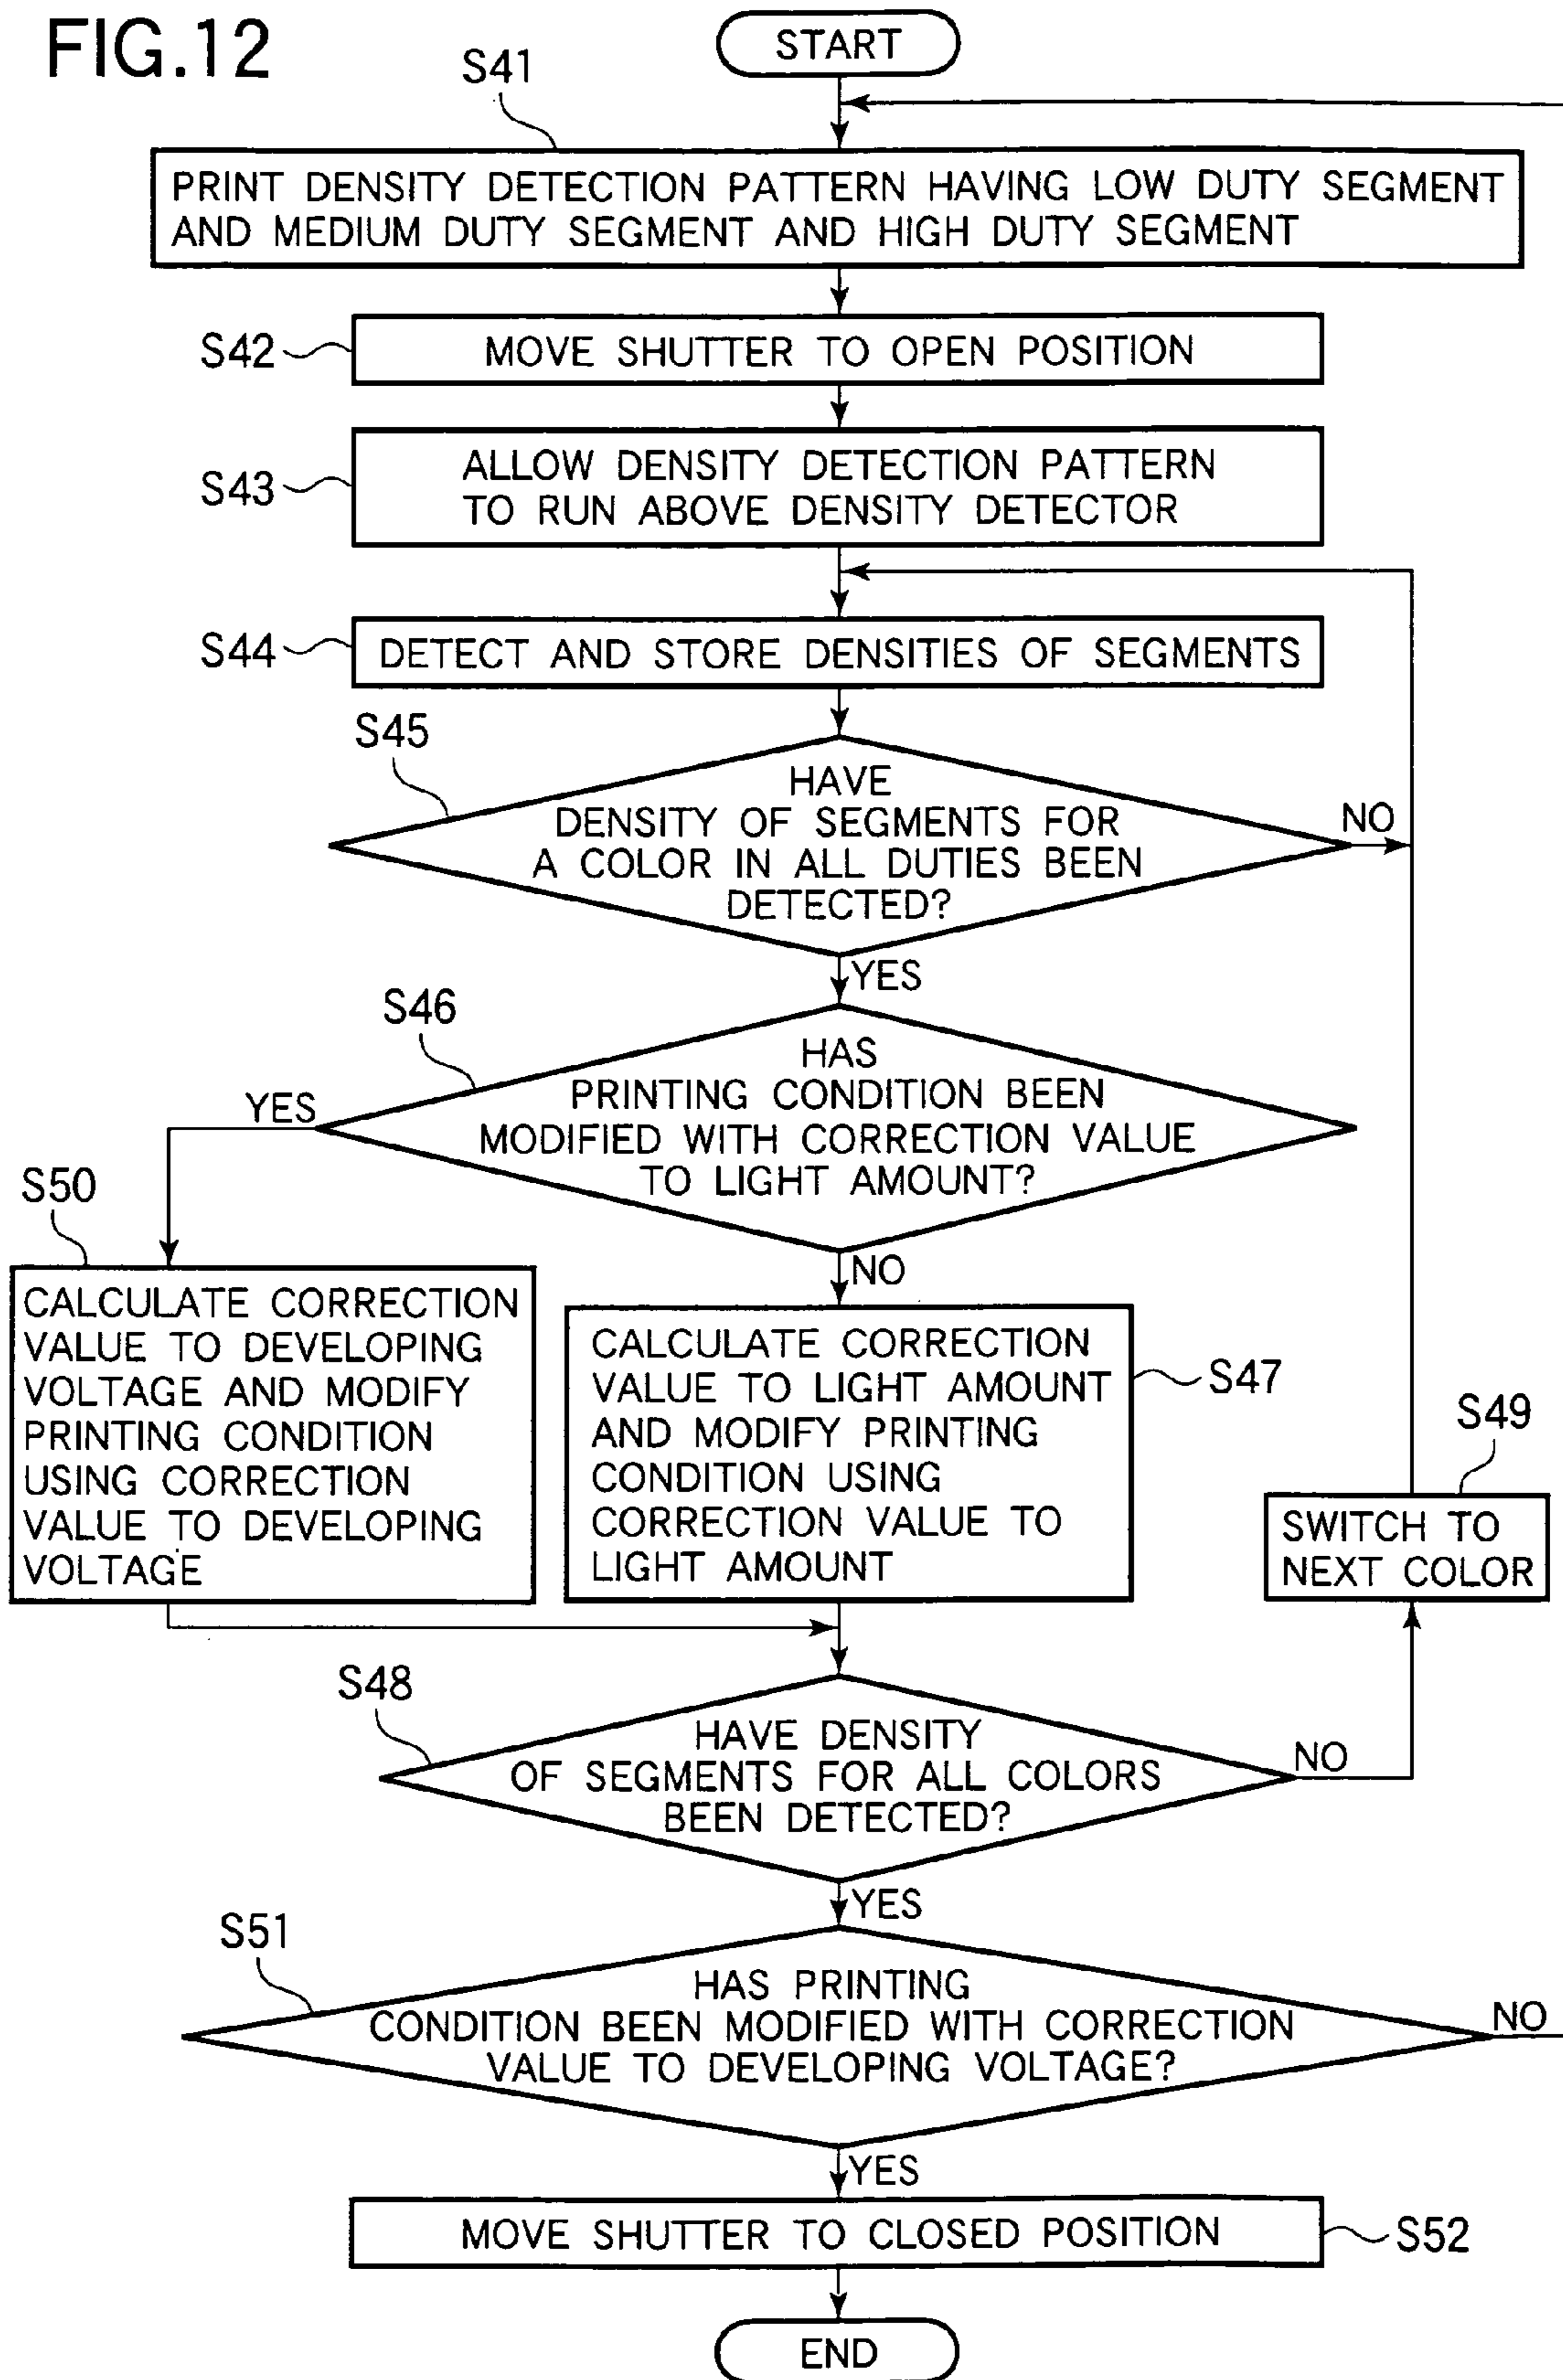 FIG.12
START
S41
PRINT DENSITY DETECTION PATTERN HAVING LOW DUTY SEGMENT
AND MEDIUM DUTY SEGMENT AND HIGH DUTY SEGMENT
S42
MOVE SHUTTER TO OPEN POSITION
S43
ALLOW DENSITY DETECTION PATTERN
TO RUN ABOVE DENSITY DETECTOR
S44
DETECT AND STORE DENSITIES OF SEGMENTS
S45
HAVE
DENSITY OF SEGMENTS FOR
A COLOR IN ALL DUTIES BEEN
DETECTED?
NO
YES
S46
HAS
PRINTING CONDITION BEEN
MODIFIED WITH CORRECTION VALUE
TO LIGHT AMOUNT?
YES
NO
S50
CALCULATE CORRECTION
VALUE TO DEVELOPING
VOLTAGE AND MODIFY
PRINTING CONDITION
USING CORRECTION
VALUE TO DEVELOPING
VOLTAGE
CALCULATE CORRECTION
VALUE TO LIGHT AMOUNT
AND MODIFY PRINTING
CONDITION USING
CORRECTION VALUE TO
LIGHT AMOUNT
S47
S49
SWITCH TO
NEXT COLOR
S48
HAVE DENSITY
OF SEGMENTS FOR ALL COLORS
BEEN DETECTED?
NO
YES
S51
HAS PRINTING
CONDITION BEEN MODIFIED WITH CORRECTION
VALUE TO DEVELOPING VOLTAGE?
NO
YES
MOVE SHUTTER TO CLOSED POSITION
S52
END